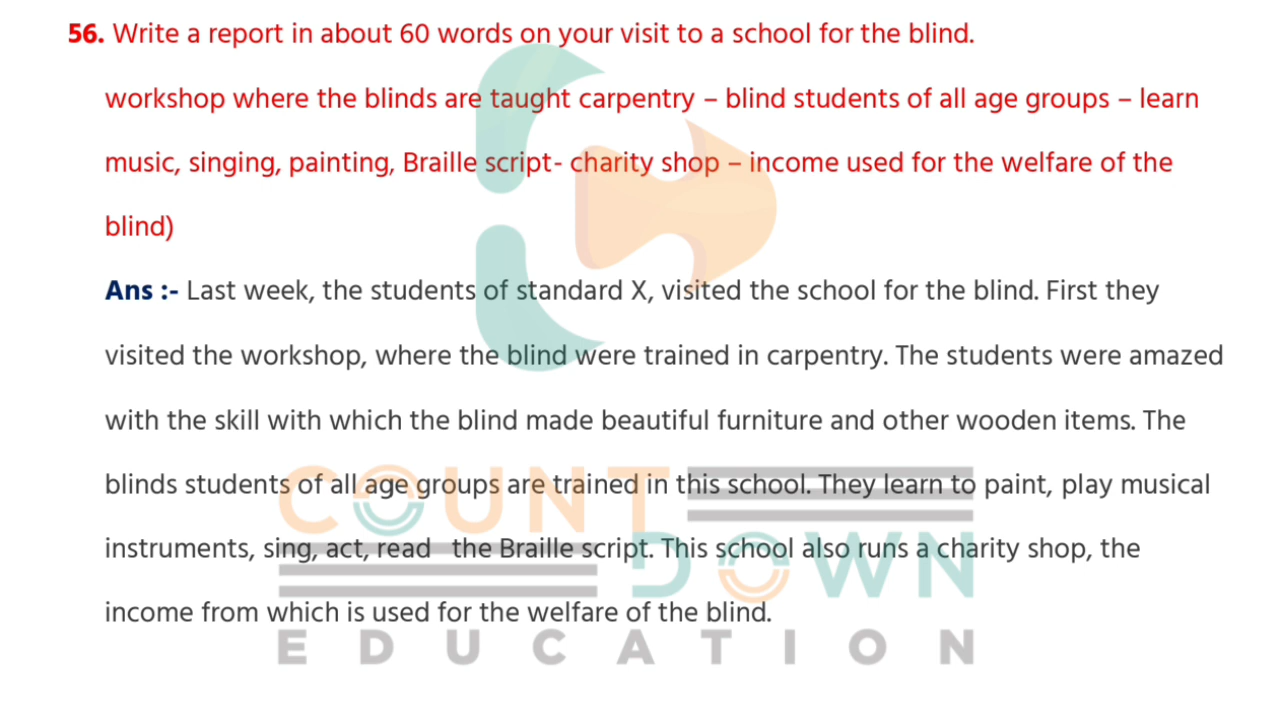 56. Write a report in about 60 words on your visit to a school for the blind.
workshop where the blinds are taught carpentry – blind students of all age groups – learn
music, singing, painting, Braille script- charity shop – income used for the welfare of the
blind)
Ans :- Last week, the students of standard X, visited the school for the blind. First they
visited the workshop, where the blind were trained in carpentry. The students were amazed
with the skill with which the blind made beautiful furniture and other wooden items. The
blinds students of all age groups are trained in this school. They learn to paint, play musical
instruments, sing, act, read   the Braille script. This school also runs a charity shop, the
income from which is used for the welfare of the blind.
COUNT
DOWN
EDUCATION